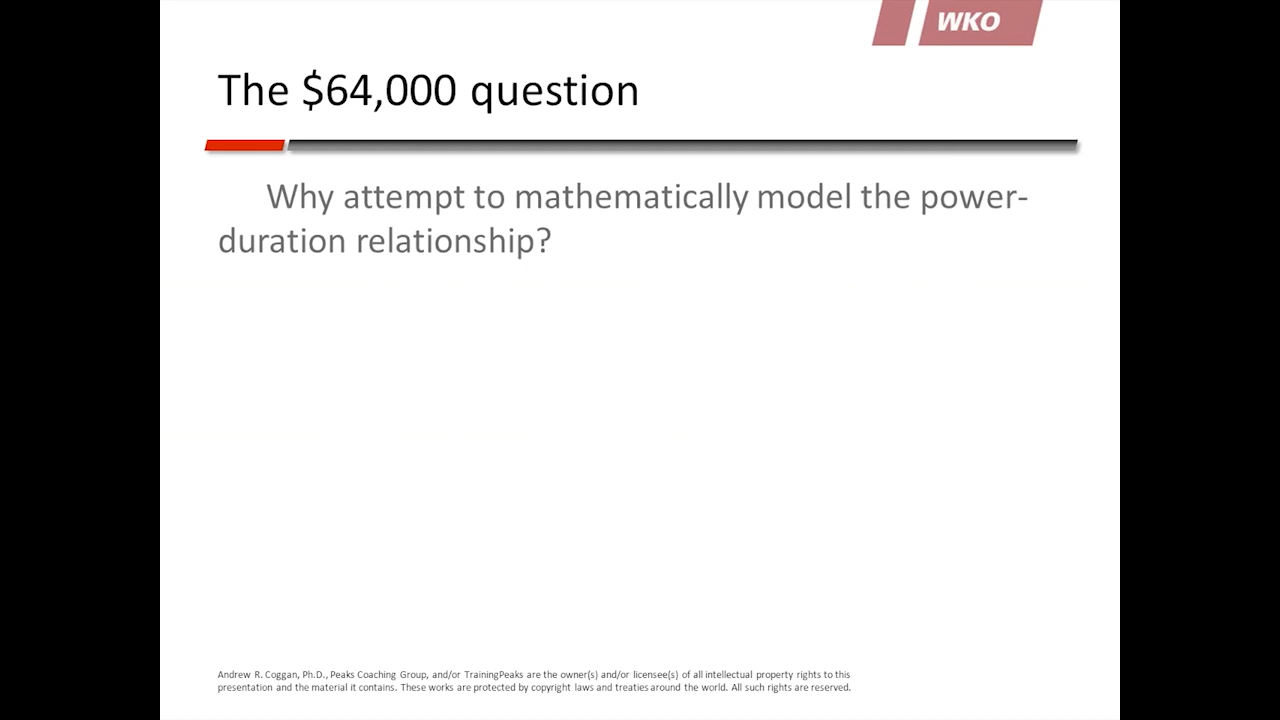 WKO
The $64,000 question
Why attempt to mathematically model the power-
duration relationship?
Andrew R. Coggan, Ph.D., Peaks Coaching Group, and/or TrainingPeaks are the owner(s) and/or licensee(s) of all intellectual property rights to this
presentation and the material it contains. These works are protected by copyright laws and treaties around the world. All such rights are reserved.